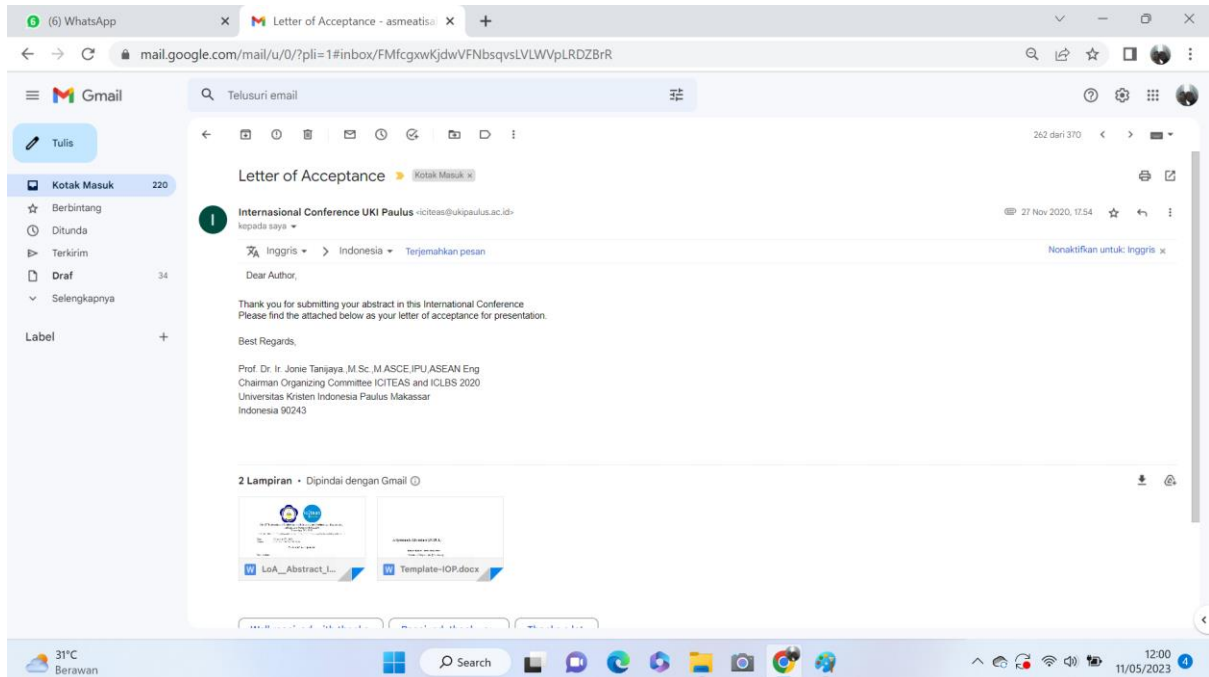 (6) WhatsApp
Letter of Acceptance - asmeatisa
mail.google.com/mail/u/0/?pli=1#inbox/FMfcgxwKjdwVFNbsqvsLVLWVpLRDZBrR
Gmail
Telusuri email
Tulis
262 dari 370
Kotak Masuk 220
Berbintang
Ditunda
Terkirim
Draf 34
Selengkapnya
Label +
Letter of Acceptance Kotak Masuk x
I
Internasional Conference UKI Paulus <iciteas@ukipaulus.ac.id>
27 Nov 2020, 17.54
kepada saya
Inggris > Indonesia Terjemahkan pesan
Nonaktifkan untuk: Inggris x
Dear Author,
Thank you for submitting your abstract in this International Conference
Please find the attached below as your letter of acceptance for presentation.
Best Regards,
Prof. Dr. Ir. Jonie Tanijaya.,M.Sc.,M.ASCE,IPU,ASEAN Eng
Chairman Organizing Committee ICITEAS and ICLBS 2020
Universitas Kristen Indonesia Paulus Makassar
Indonesia 90243
2 Lampiran • Dipindai dengan Gmail
W LoA__Abstract_I...
W Template-IOP.docx
31°C
Berawan
Search
12:00
11/05/2023
4